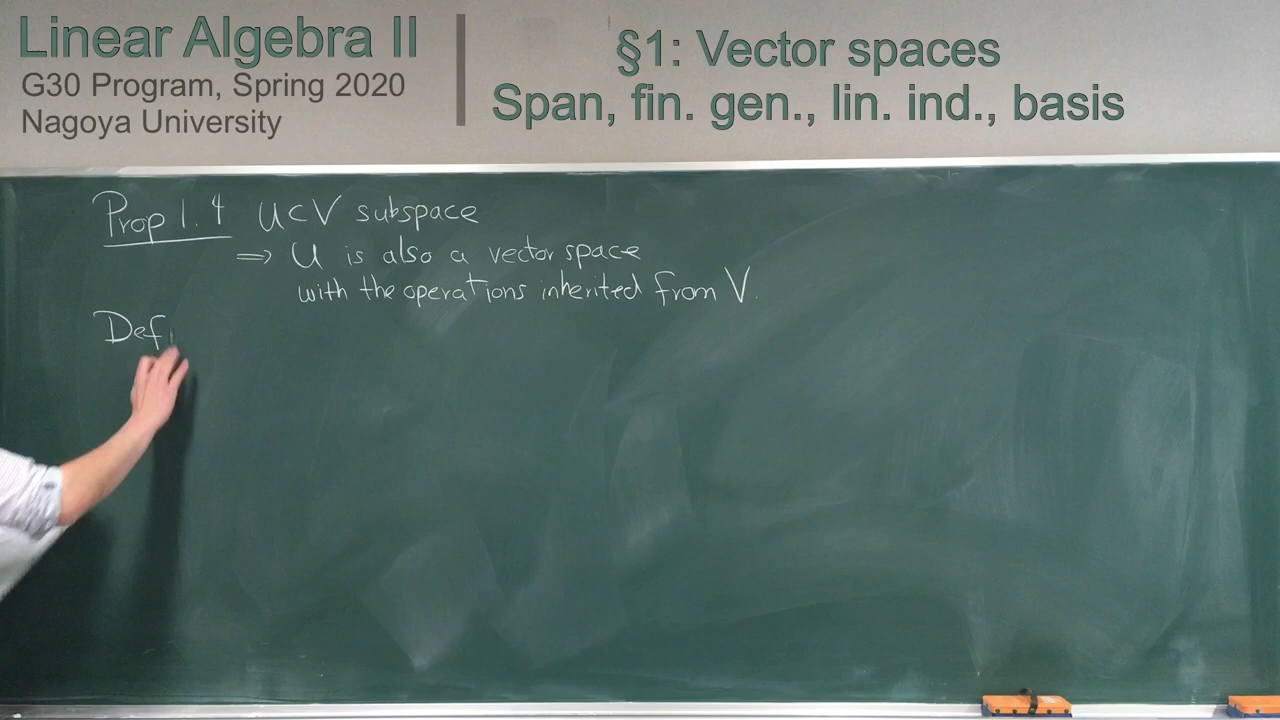 Linear Algebra II
G30 Program, Spring 2020
Nagoya University
§1: Vector spaces
Span, fin. gen., lin. ind., basis
Prop 1.4 U⊂V subspace
⇒ U is also a vector space
with the operations inherited from V.
Def